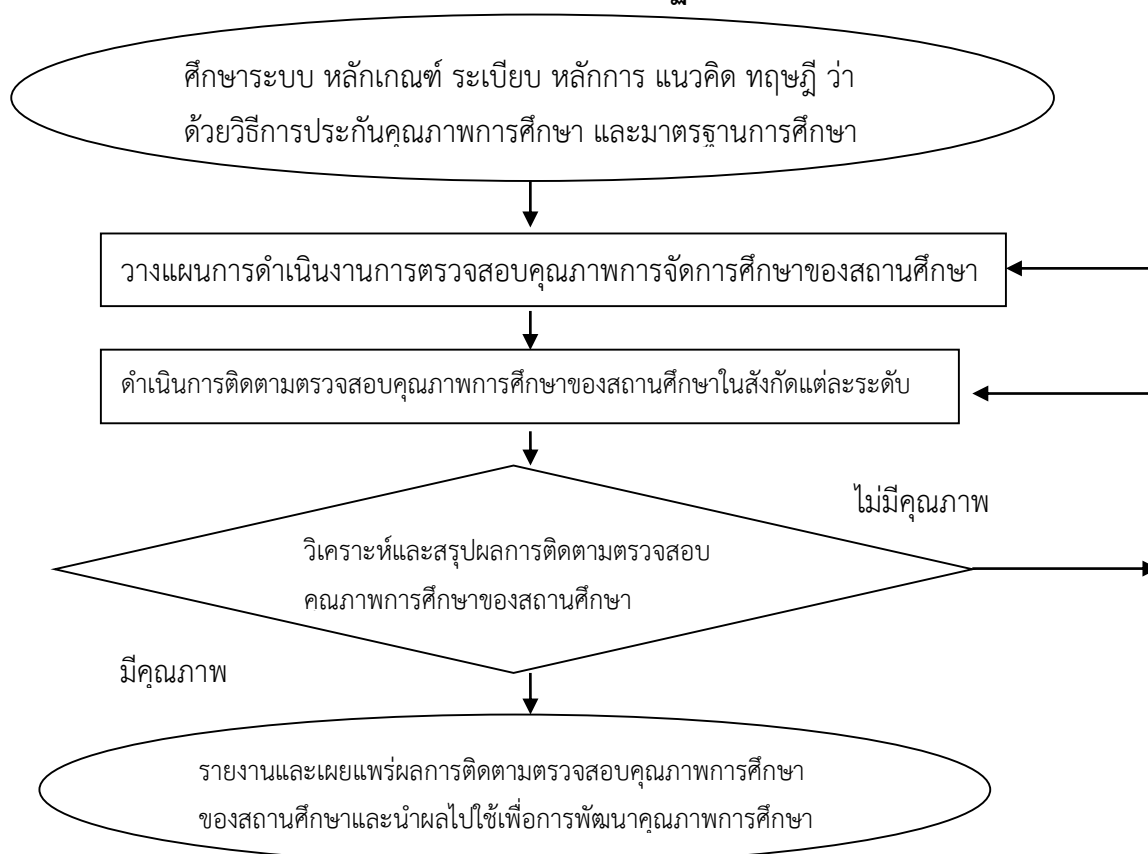 ศึกษาระบบ หลักเกณฑ์ ระเบียบ หลักการ แนวคิด ทฤษฎี ว่า
ด้วยวิธีการประกันคุณภาพการศึกษา และมาตรฐานการศึกษา
วางแผนการดำเนินงานการตรวจสอบคุณภาพการจัดการศึกษาของสถานศึกษา
ดำเนินการติดตามตรวจสอบคุณภาพการศึกษาของสถานศึกษาในสังกัดแต่ละระดับ
ไม่มีคุณภาพ
วิเคราะห์และสรุปผลการติดตามตรวจสอบ
คุณภาพการศึกษาของสถานศึกษา
มีคุณภาพ
รายงานและเผยแพร่ผลการติดตามตรวจสอบคุณภาพการศึกษา
ของสถานศึกษาและนำผลไปใช้เพื่อการพัฒนาคุณภาพการศึกษา